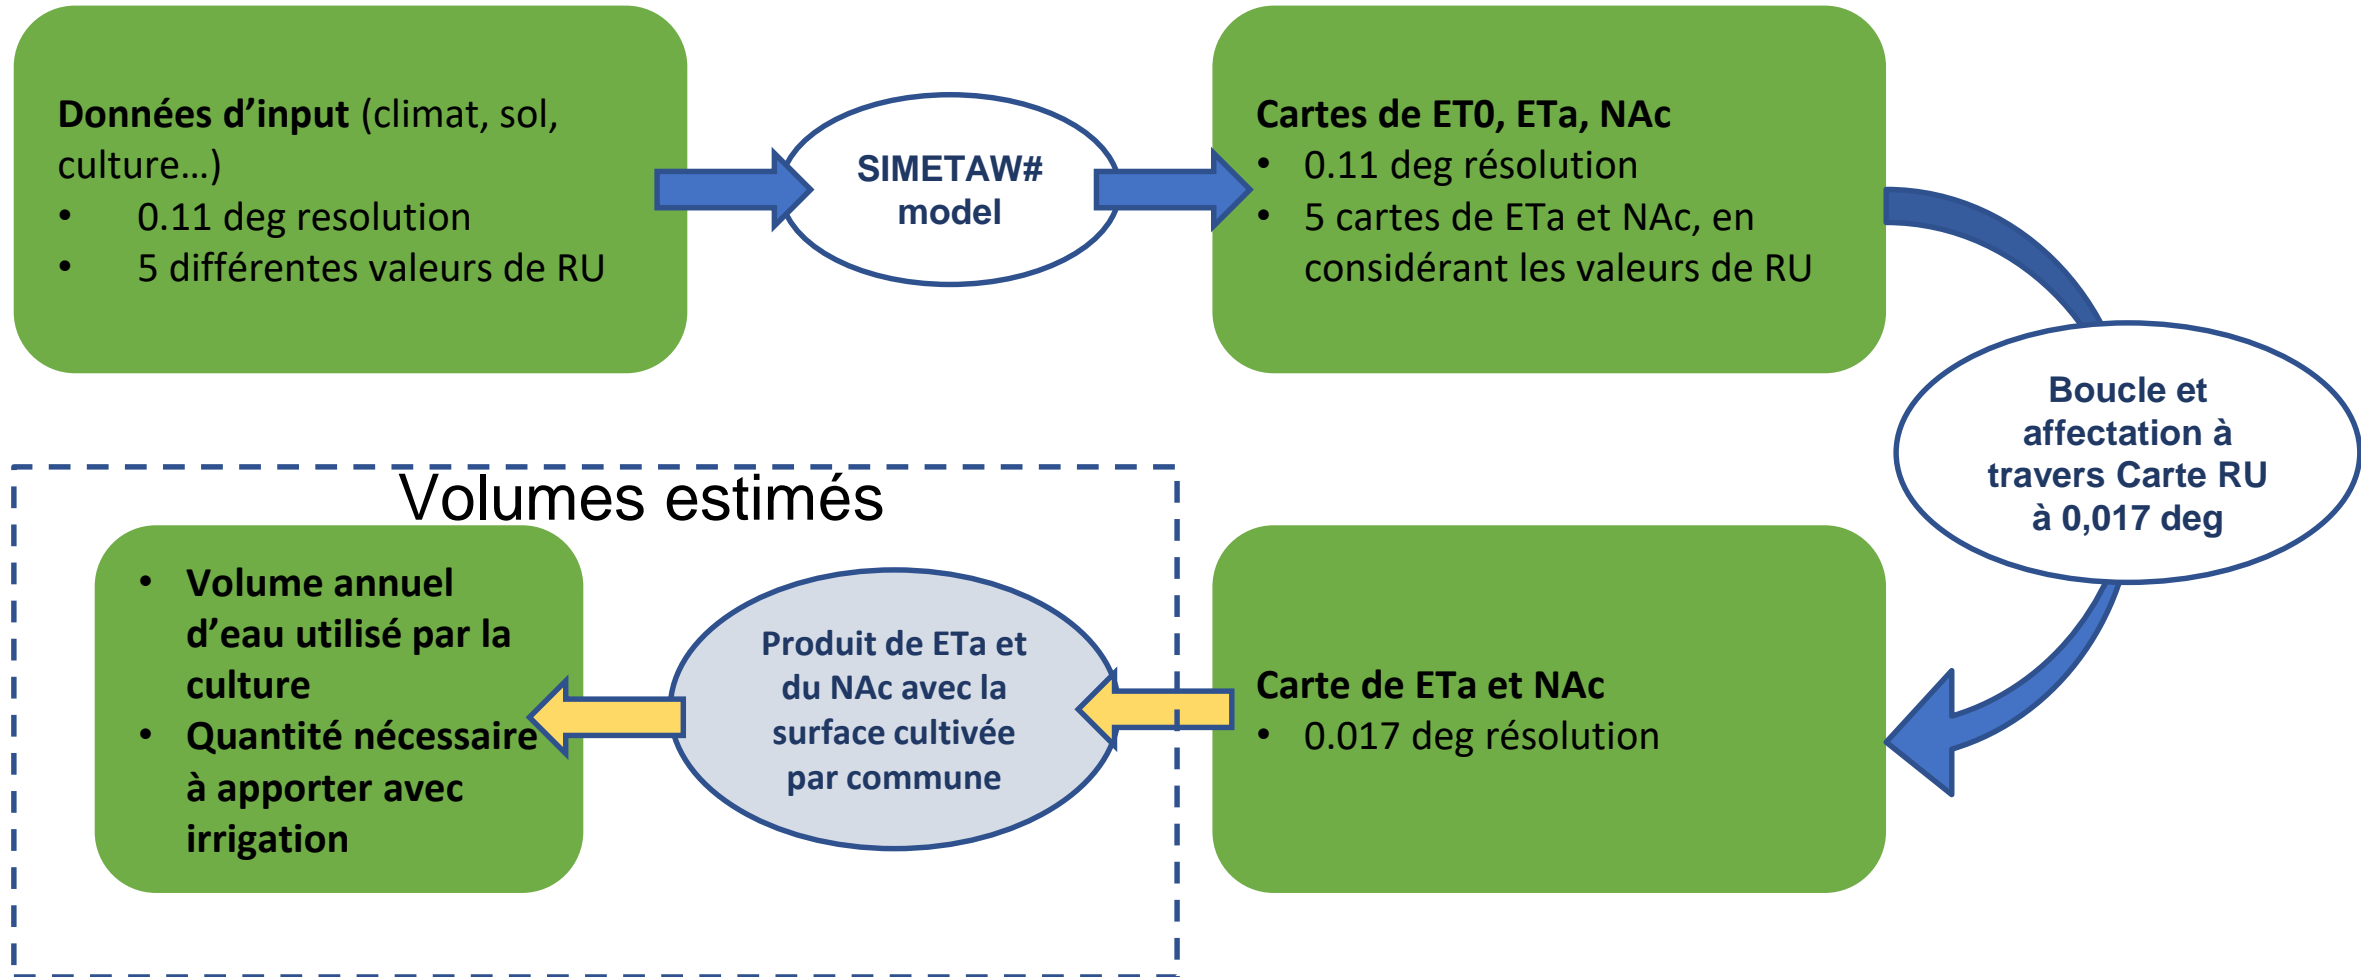 Données d’input (climat, sol,
culture…)
• 0.11 deg resolution
• 5 différentes valeurs de RU
SIMETAW#
model
Cartes de ET0, ETa, NAc
• 0.11 deg résolution
• 5 cartes de ETa et NAc, en
considérant les valeurs de RU
Boucle et
affectation à
travers Carte RU
à 0,017 deg
Carte de ETa et NAc
• 0.017 deg résolution
Volumes estimés
Produit de ETa et
du NAc avec la
surface cultivée
par commune
• Volume annuel
d’eau utilisé par la
culture
• Quantité nécessaire
à apporter avec
irrigation